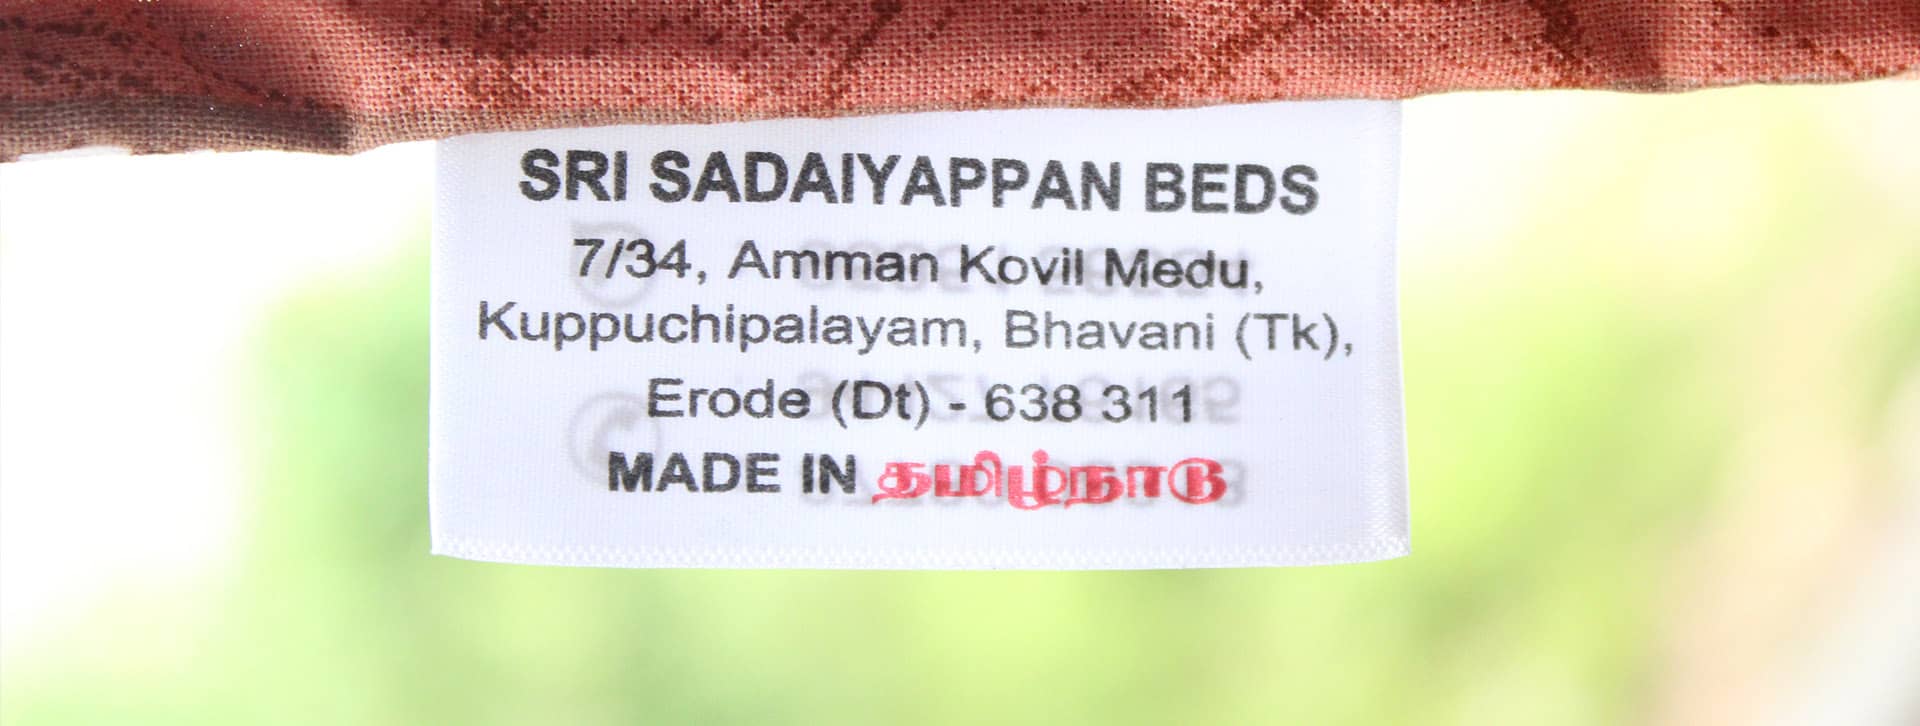 SRI SADAIYAPPAN BEDS
7/34, Amman Kovil Medu,
Kuppuchipalayam, Bhavani (Tk),
Erode (Dt) - 638 311
MADE IN தமிழ்நாடு